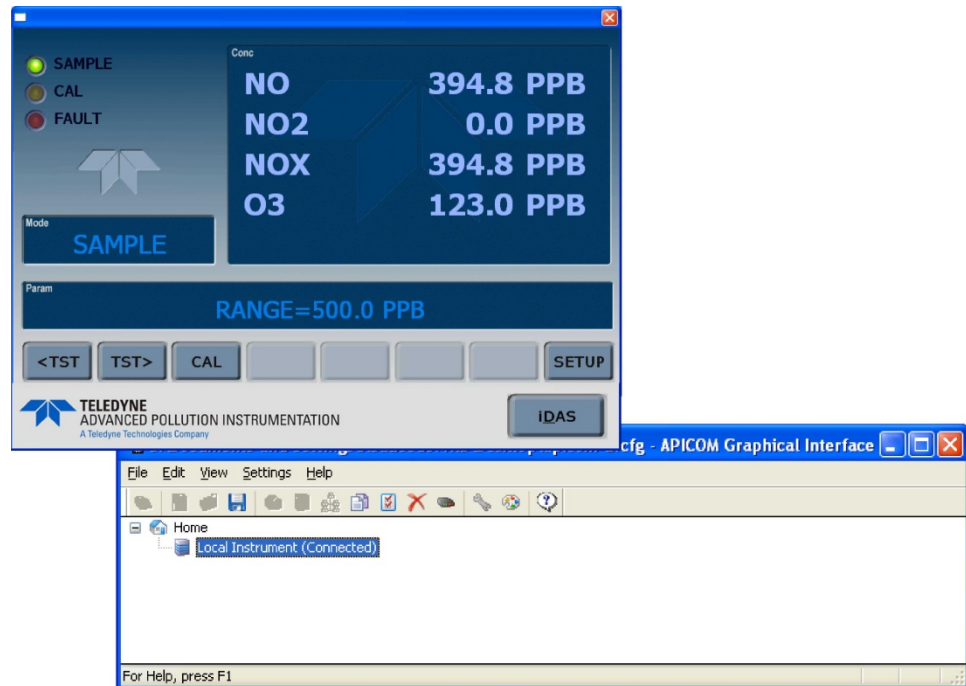 SAMPLE
CAL
FAULT
Conc
NO 394.8 PPB
NO2 0.0 PPB
NOX 394.8 PPB
O3 123.0 PPB
Mode
SAMPLE
Param
RANGE=500.0 PPB
<TST TST> CAL SETUP
TELEDYNE
ADVANCED POLLUTION INSTRUMENTATION
A Teledyne Technologies Company
iDAS
cfg - APICOM Graphical Interface
File Edit View Settings Help
Home
Local Instrument (Connected)
For Help, press F1